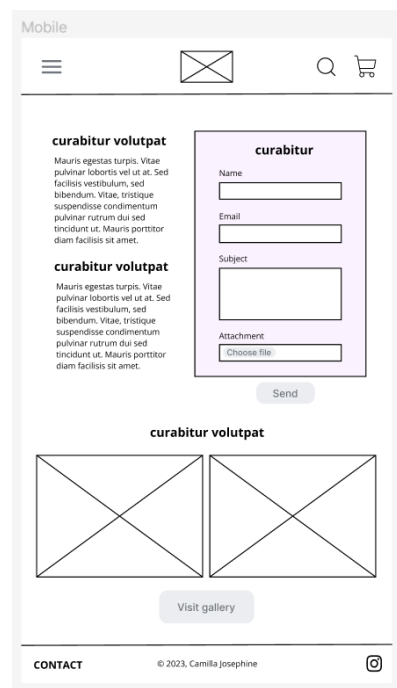 Mobile
curabitur volutpat
Mauris egestas turpis. Vitae
pulvinar lobortis vel ut at. Sed
facilisis vestibulum, sed
bibendum. Vitae, tristique
suspendisse condimentum
pulvinar rutrum dui sed
tincidunt ut. Mauris porttitor
diam facilisis sit amet.
curabitur volutpat
Mauris egestas turpis. Vitae
pulvinar lobortis vel ut at. Sed
facilisis vestibulum, sed
bibendum. Vitae, tristique
suspendisse condimentum
pulvinar rutrum dui sed
tincidunt ut. Mauris porttitor
diam facilisis sit amet.
curabitur
Name
Email
Subject
Attachment
Choose file
Send
curabitur volutpat
Visit gallery
CONTACT
© 2023, Camilla Josephine